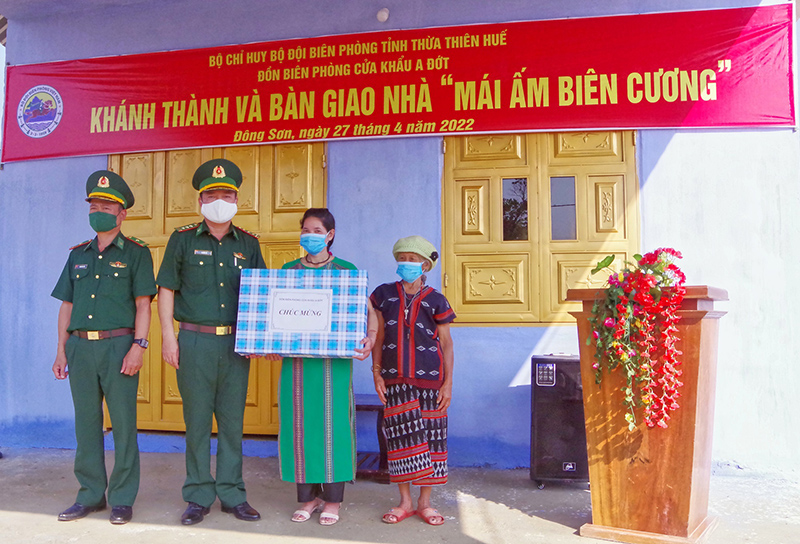 BỘ CHỈ HUY BỘ ĐỘI BIÊN PHÒNG TỈNH THỪA THIÊN HUẾ
ĐỒN BIÊN PHÒNG CỬA KHẨU A ĐỚT
KHÁNH THÀNH VÀ BÀN GIAO NHÀ “MÁI ẤM BIÊN CƯƠNG”
Đông Sơn, ngày 27 tháng 4 năm 2022
CHÚC MỪNG